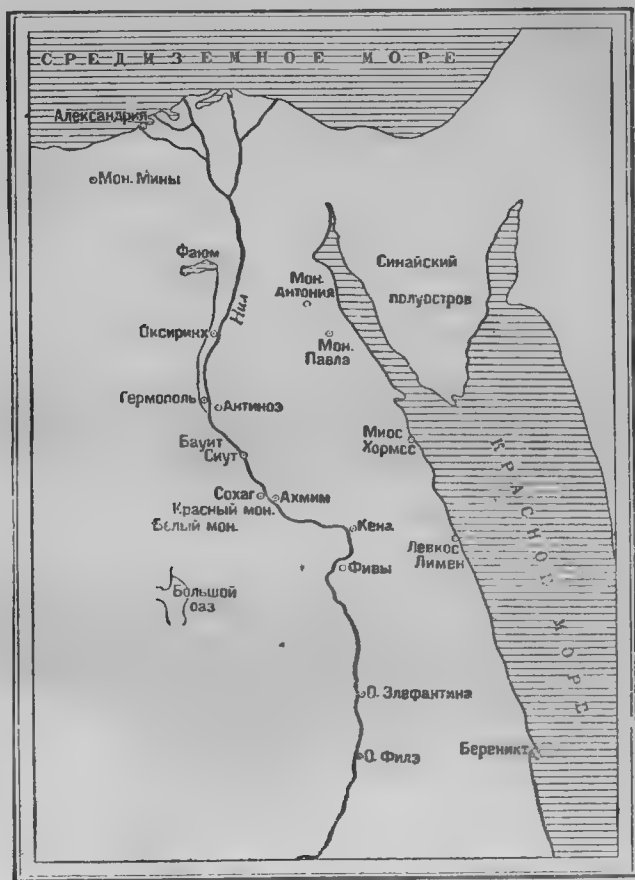 СРЕДИЗЕМНОЕ МОРЕ
Александрия
Мон. Мины
Фаюм
Нил
Мон.
Антония
Синайский
полуостров
Мон.
Павла
Оксиринх
Гермополь
Антиноэ
Бауит
Сиут
Миос
Хормос
Сохаг
Ахмим
Красный мон.
Белый мон.
Кена
Левкос
Лимен
Фивы
Большой
оаз
КРАСНОЕ МОРЕ
О. Элефантина
О. Филэ
Береникт